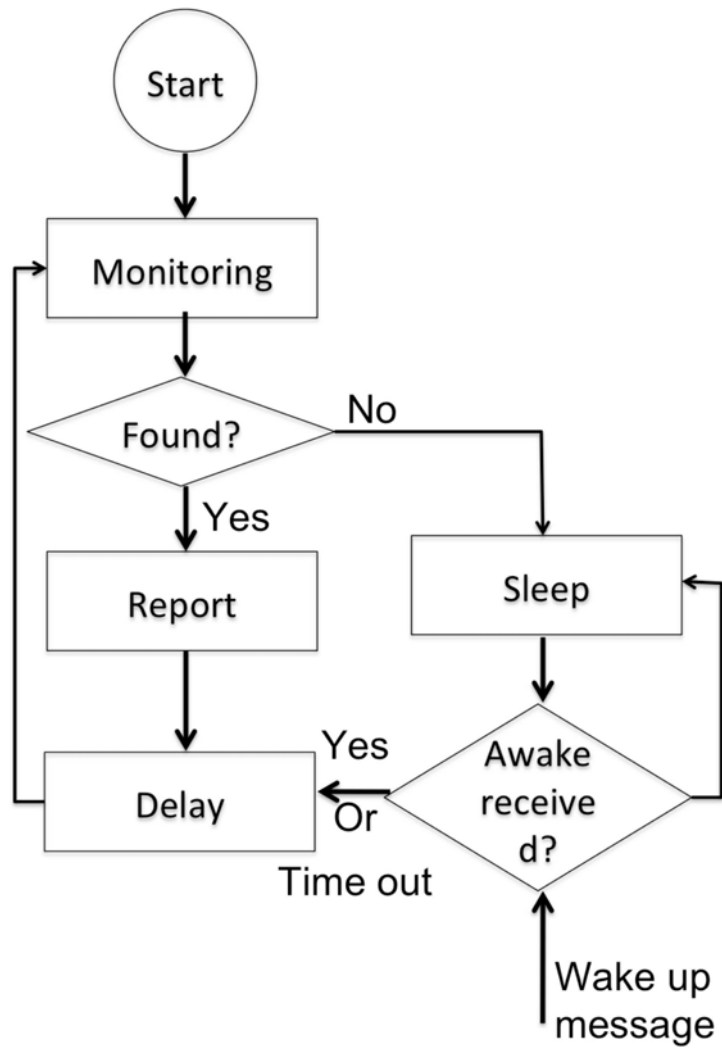 Start
Monitoring
Found?
No
Yes
Report
Sleep
Delay
Yes
Or
Time out
Awake
receive
d?
Wake up
message